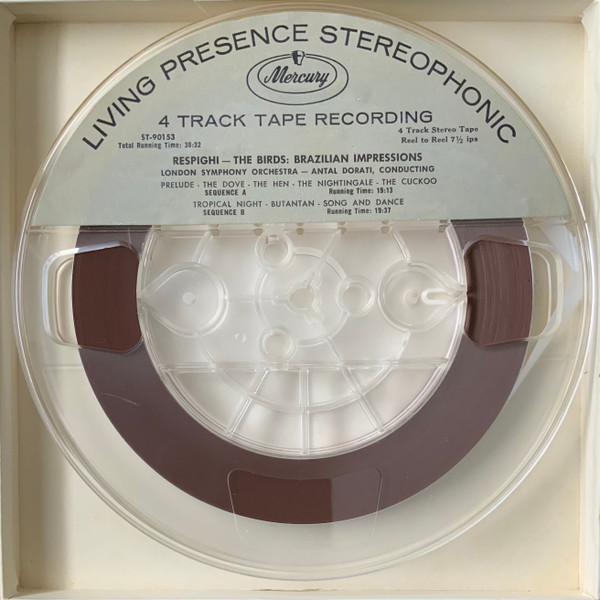 LIVING PRESENCE STEREOPHONIC
Mercury
4 TRACK TAPE RECORDING
ST-90153
Total Running Time: 38:32
4 Track Stereo Tape
Reel to Reel 7½ ips
RESPIGHI — THE BIRDS: BRAZILIAN IMPRESSIONS
LONDON SYMPHONY ORCHESTRA — ANTAL DORATI, CONDUCTING
PRELUDE - THE DOVE - THE HEN - THE NIGHTINGALE - THE CUCKOO
SEQUENCE A Running Time: 19:13
TROPICAL NIGHT - BUTANTAN - SONG AND DANCE
SEQUENCE B Running Time: 19:37